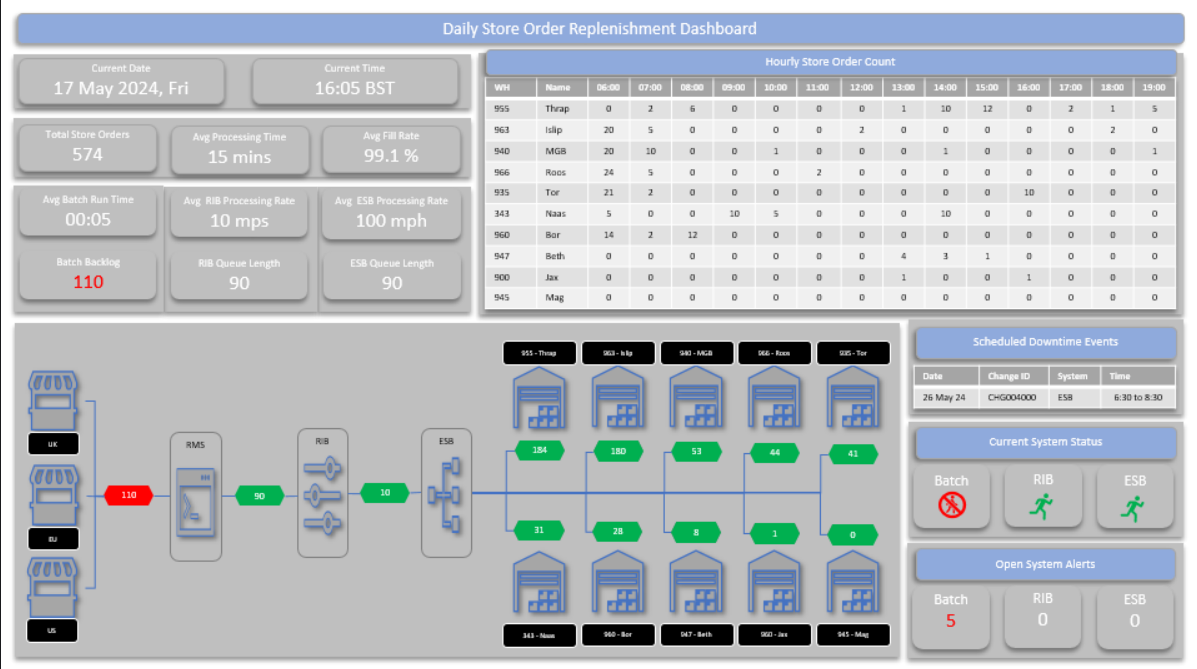 Daily Store Order Replenishment Dashboard
Current Date
17 May 2024, Fri
Current Time
16:05 BST
Total Store Orders
574
Avg Processing Time
15 mins
Avg Fill Rate
99.1 %
Avg Batch Run Time
00:05
Avg RIB Processing Rate
10 mps
Avg ESB Processing Rate
100 mph
Batch Backlog
110
RIB Queue Length
90
ESB Queue Length
90
Hourly Store Order Count
WH Name 06:00 07:00 08:00 09:00 10:00 11:00 12:00 13:00 14:00 15:00 16:00 17:00 18:00 19:00
955 Thrap 0 2 6 0 0 0 0 1 10 12 0 2 1 5
963 Islip 20 5 0 0 0 0 2 0 0 0 0 0 2 0
940 MGB 20 10 0 0 1 0 0 0 1 0 0 0 0 1
966 Roos 24 5 0 0 0 2 0 0 0 0 0 0 0 0
935 Tor 21 2 0 0 0 0 0 0 0 0 10 0 0 0
343 Naas 5 0 0 10 5 0 0 0 10 0 0 0 0 0
960 Bor 14 2 12 0 0 0 0 0 0 0 0 0 0 0
947 Beth 0 0 0 0 0 0 0 4 3 1 0 0 0 0
900 Jax 0 0 0 0 0 0 0 1 0 0 1 0 0 0
945 Mag 0 0 0 0 0 0 0 0 0 0 0 0 0 0
UK
EU
US
110
RMS
90
RIB
10
ESB
955 - Thrap
963 - Islip
940 - MGB
966 - Roos
935 - Tor
184
180
53
44
41
31
28
8
1
0
343 - Naas
960 - Bor
947 - Beth
960 - Jax
945 - Mag
Scheduled Downtime Events
Date Change ID System Time
26 May 24 CHG004000 ESB 6:30 to 8:30
Current System Status
Batch
RIB
ESB
Open System Alerts
Batch
5
RIB
0
ESB
0